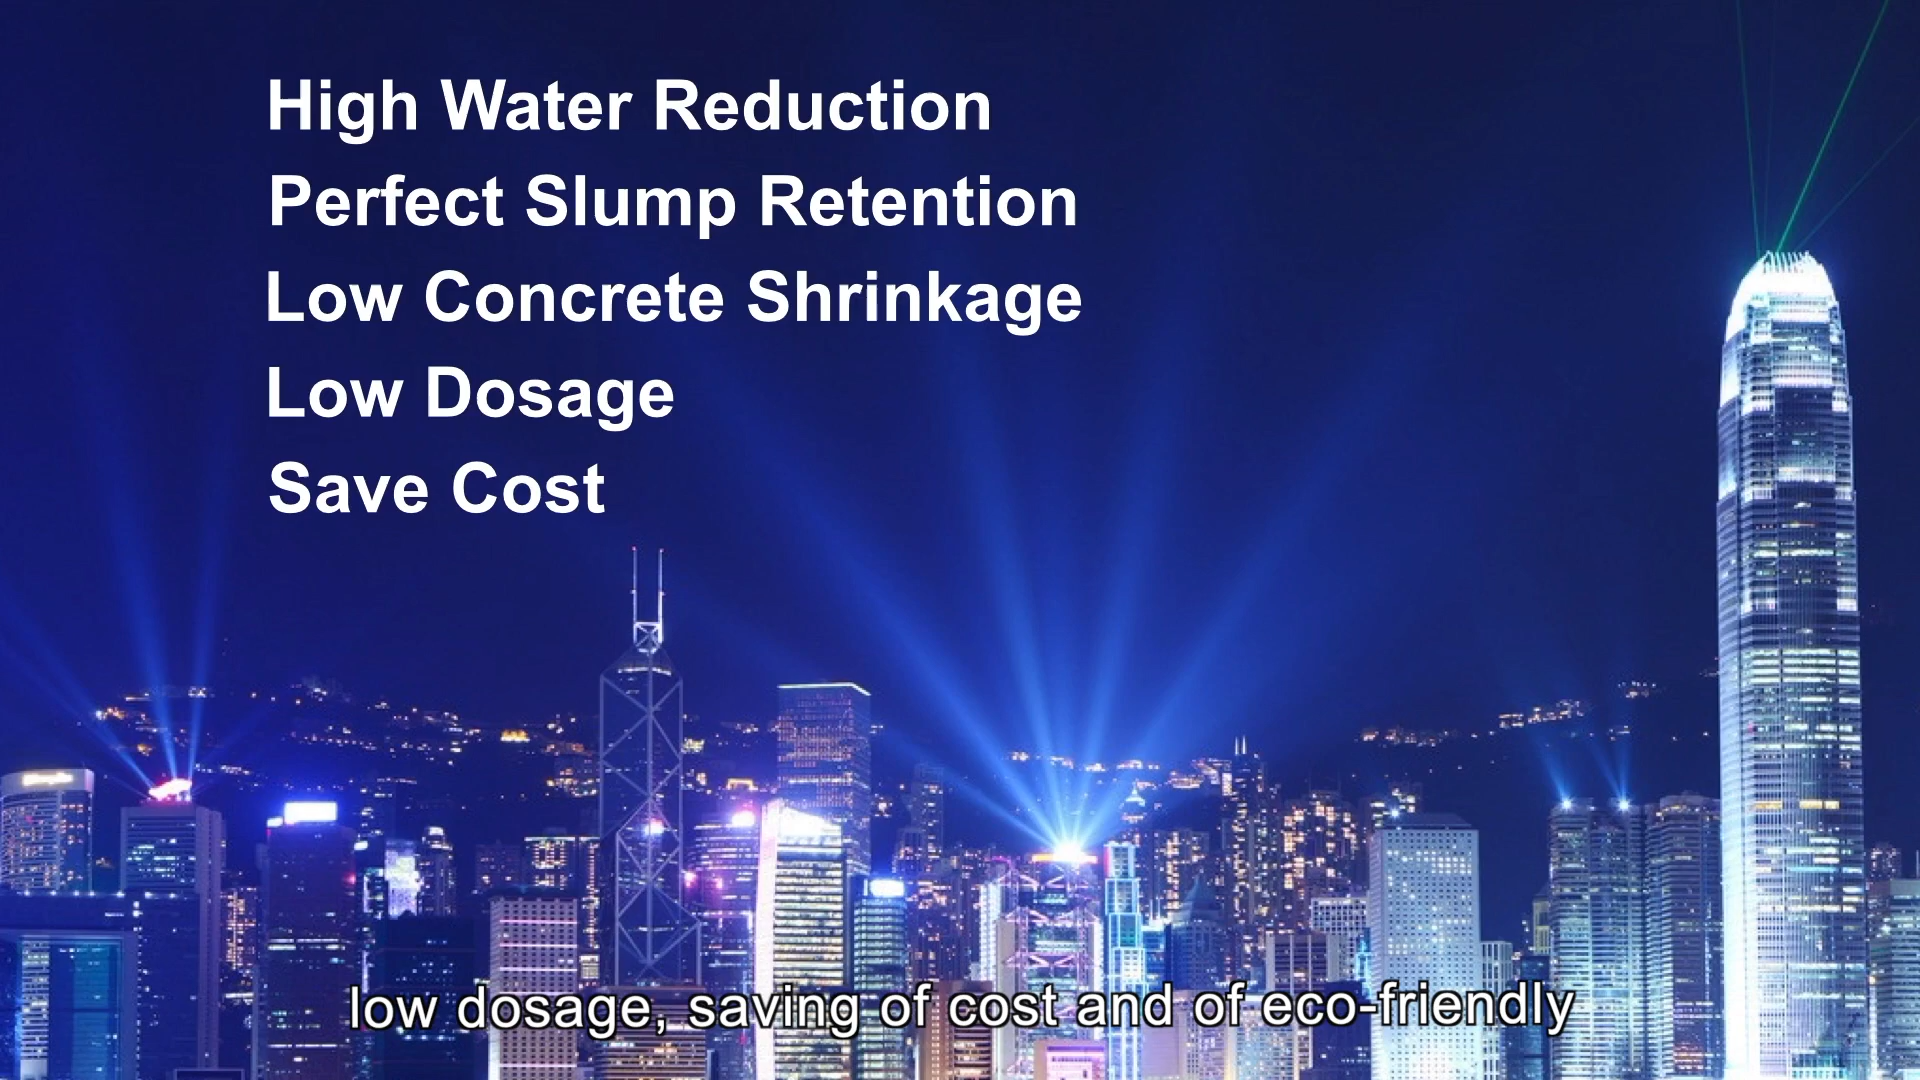 High Water Reduction
Perfect Slump Retention
Low Concrete Shrinkage
Low Dosage
Save Cost
low dosage, saving of cost and of eco-friendly